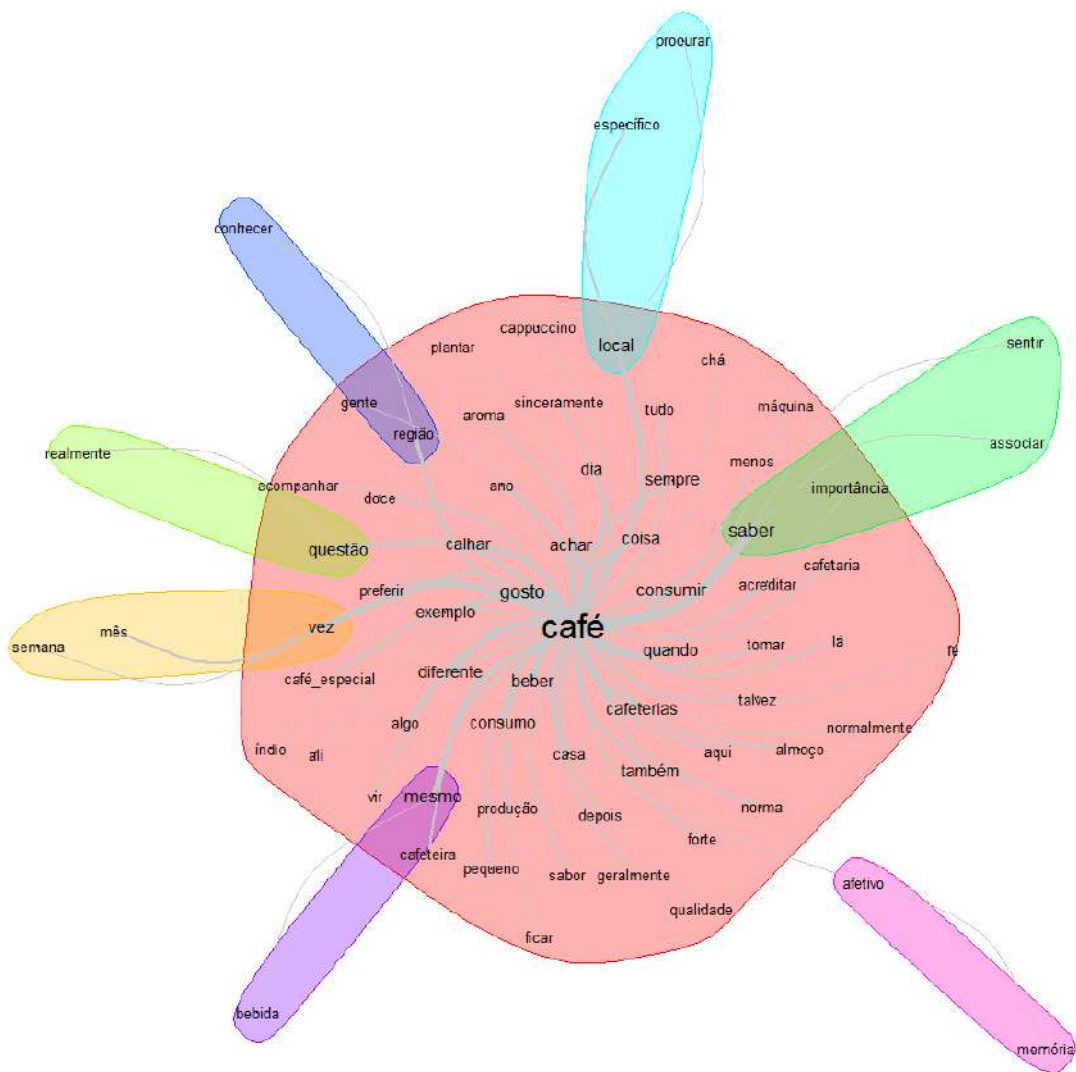 procurar
específico
conhecer
cappuccino
local
sentir
plantar
chá
gente
aroma
sinceramente
tudo
máquina
região
associar
realmente
dia
menos
acompanhar
doce
ano
sempre
importância
questão
calhar
achar
coisa
saber
preferir
gosto
consumir
acreditar
cafetaria
exemplo
mês
vez
café
semana
quando
tomar
lá
café_especial
diferente
beber
talvez
algo
consumo
cafeterias
normalmente
índio
ali
casa
aqui
almoço
também
vir
mesmo
produção
depois
norma
forte
cafeteira
pequeno
sabor
geralmente
afetivo
qualidade
ficar
bebida
memória